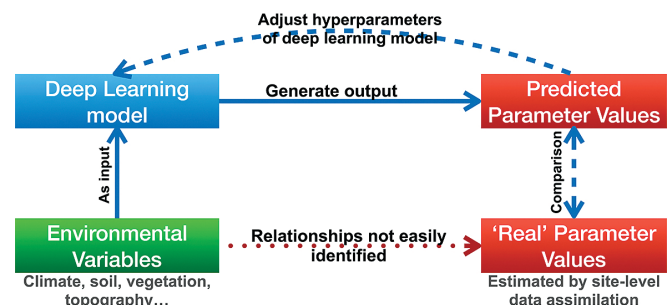 Adjust hyperparameters
of deep learning model
Deep Learning
model
Generate output
Predicted
Parameter Values
As input
Comparison
Environmental
Variables
Relationships not easily
identified
‘Real’ Parameter
Values
Climate, soil, vegetation,
topography...
Estimated by site-level
data assimilation